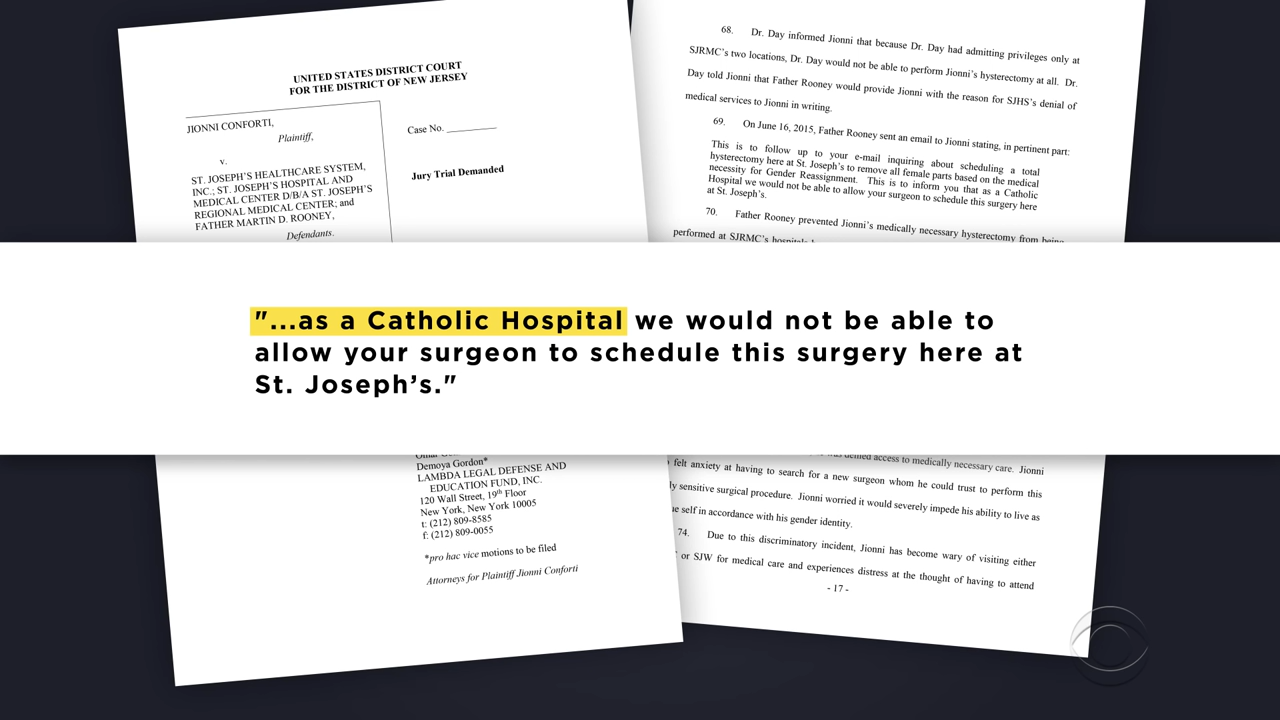 UNITED STATES DISTRICT COURT
FOR THE DISTRICT OF NEW JERSEY
JIONNI CONFORTI,
Plaintiff,
v.
ST. JOSEPH'S HEALTHCARE SYSTEM,
INC.; ST. JOSEPH'S HOSPITAL AND
MEDICAL CENTER D/B/A ST. JOSEPH'S
REGIONAL MEDICAL CENTER; and
FATHER MARTIN D. ROONEY,
Defendants.
Case No. ________
Jury Trial Demanded
68. Dr. Day informed Jionni that because Dr. Day had admitting privileges only at
SJRMC's two locations, Dr. Day would not be able to perform Jionni's hysterectomy at all. Dr.
Day told Jionni that Father Rooney would provide Jionni with the reason for SJHS's denial of
medical services to Jionni in writing.
69. On June 16, 2015, Father Rooney sent an email to Jionni stating, in pertinent part:
This is to follow up to your e-mail inquiring about scheduling a total
hysterectomy here at St. Joseph's to remove all female parts based on the medical
necessity for Gender Reassignment. This is to inform you that as a Catholic
Hospital we would not be able to allow your surgeon to schedule this surgery here
at St. Joseph's.
70. Father Rooney prevented Jionni's medically necessary hysterectomy from being
performed at SJRMC's hospitals
"...as a Catholic Hospital we would not be able to
allow your surgeon to schedule this surgery here at
St. Joseph's."
Demoya Gordon*
LAMBDA LEGAL DEFENSE AND
EDUCATION FUND, INC.
120 Wall Street, 19th Floor
New York, New York 10005
t: (212) 809-8585
f: (212) 809-0055
*pro hac vice motions to be filed
Attorneys for Plaintiff Jionni Conforti
was denied access to medically necessary care. Jionni
felt anxiety at having to search for a new surgeon whom he could trust to perform this
sensitive surgical procedure. Jionni worried it would severely impede his ability to live as
self in accordance with his gender identity.
74. Due to this discriminatory incident, Jionni has become wary of visiting either
or SJW for medical care and experiences distress at the thought of having to attend
- 17 -